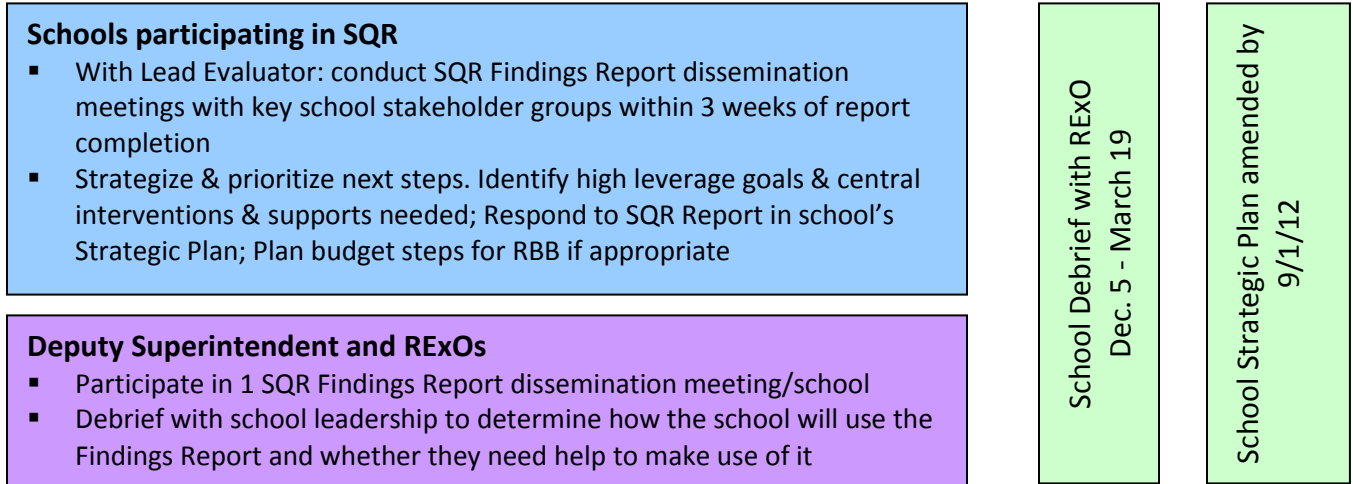 Schools participating in SQR
▪ With Lead Evaluator: conduct SQR Findings Report dissemination
meetings with key school stakeholder groups within 3 weeks of report
completion
▪ Strategize & prioritize next steps. Identify high leverage goals & central
interventions & supports needed; Respond to SQR Report in school's
Strategic Plan; Plan budget steps for RBB if appropriate
Deputy Superintendent and RExOs
▪ Participate in 1 SQR Findings Report dissemination meeting/school
▪ Debrief with school leadership to determine how the school will use the
Findings Report and whether they need help to make use of it
School Debrief with RExO
Dec. 5 - March 19
School Strategic Plan amended by
9/1/12